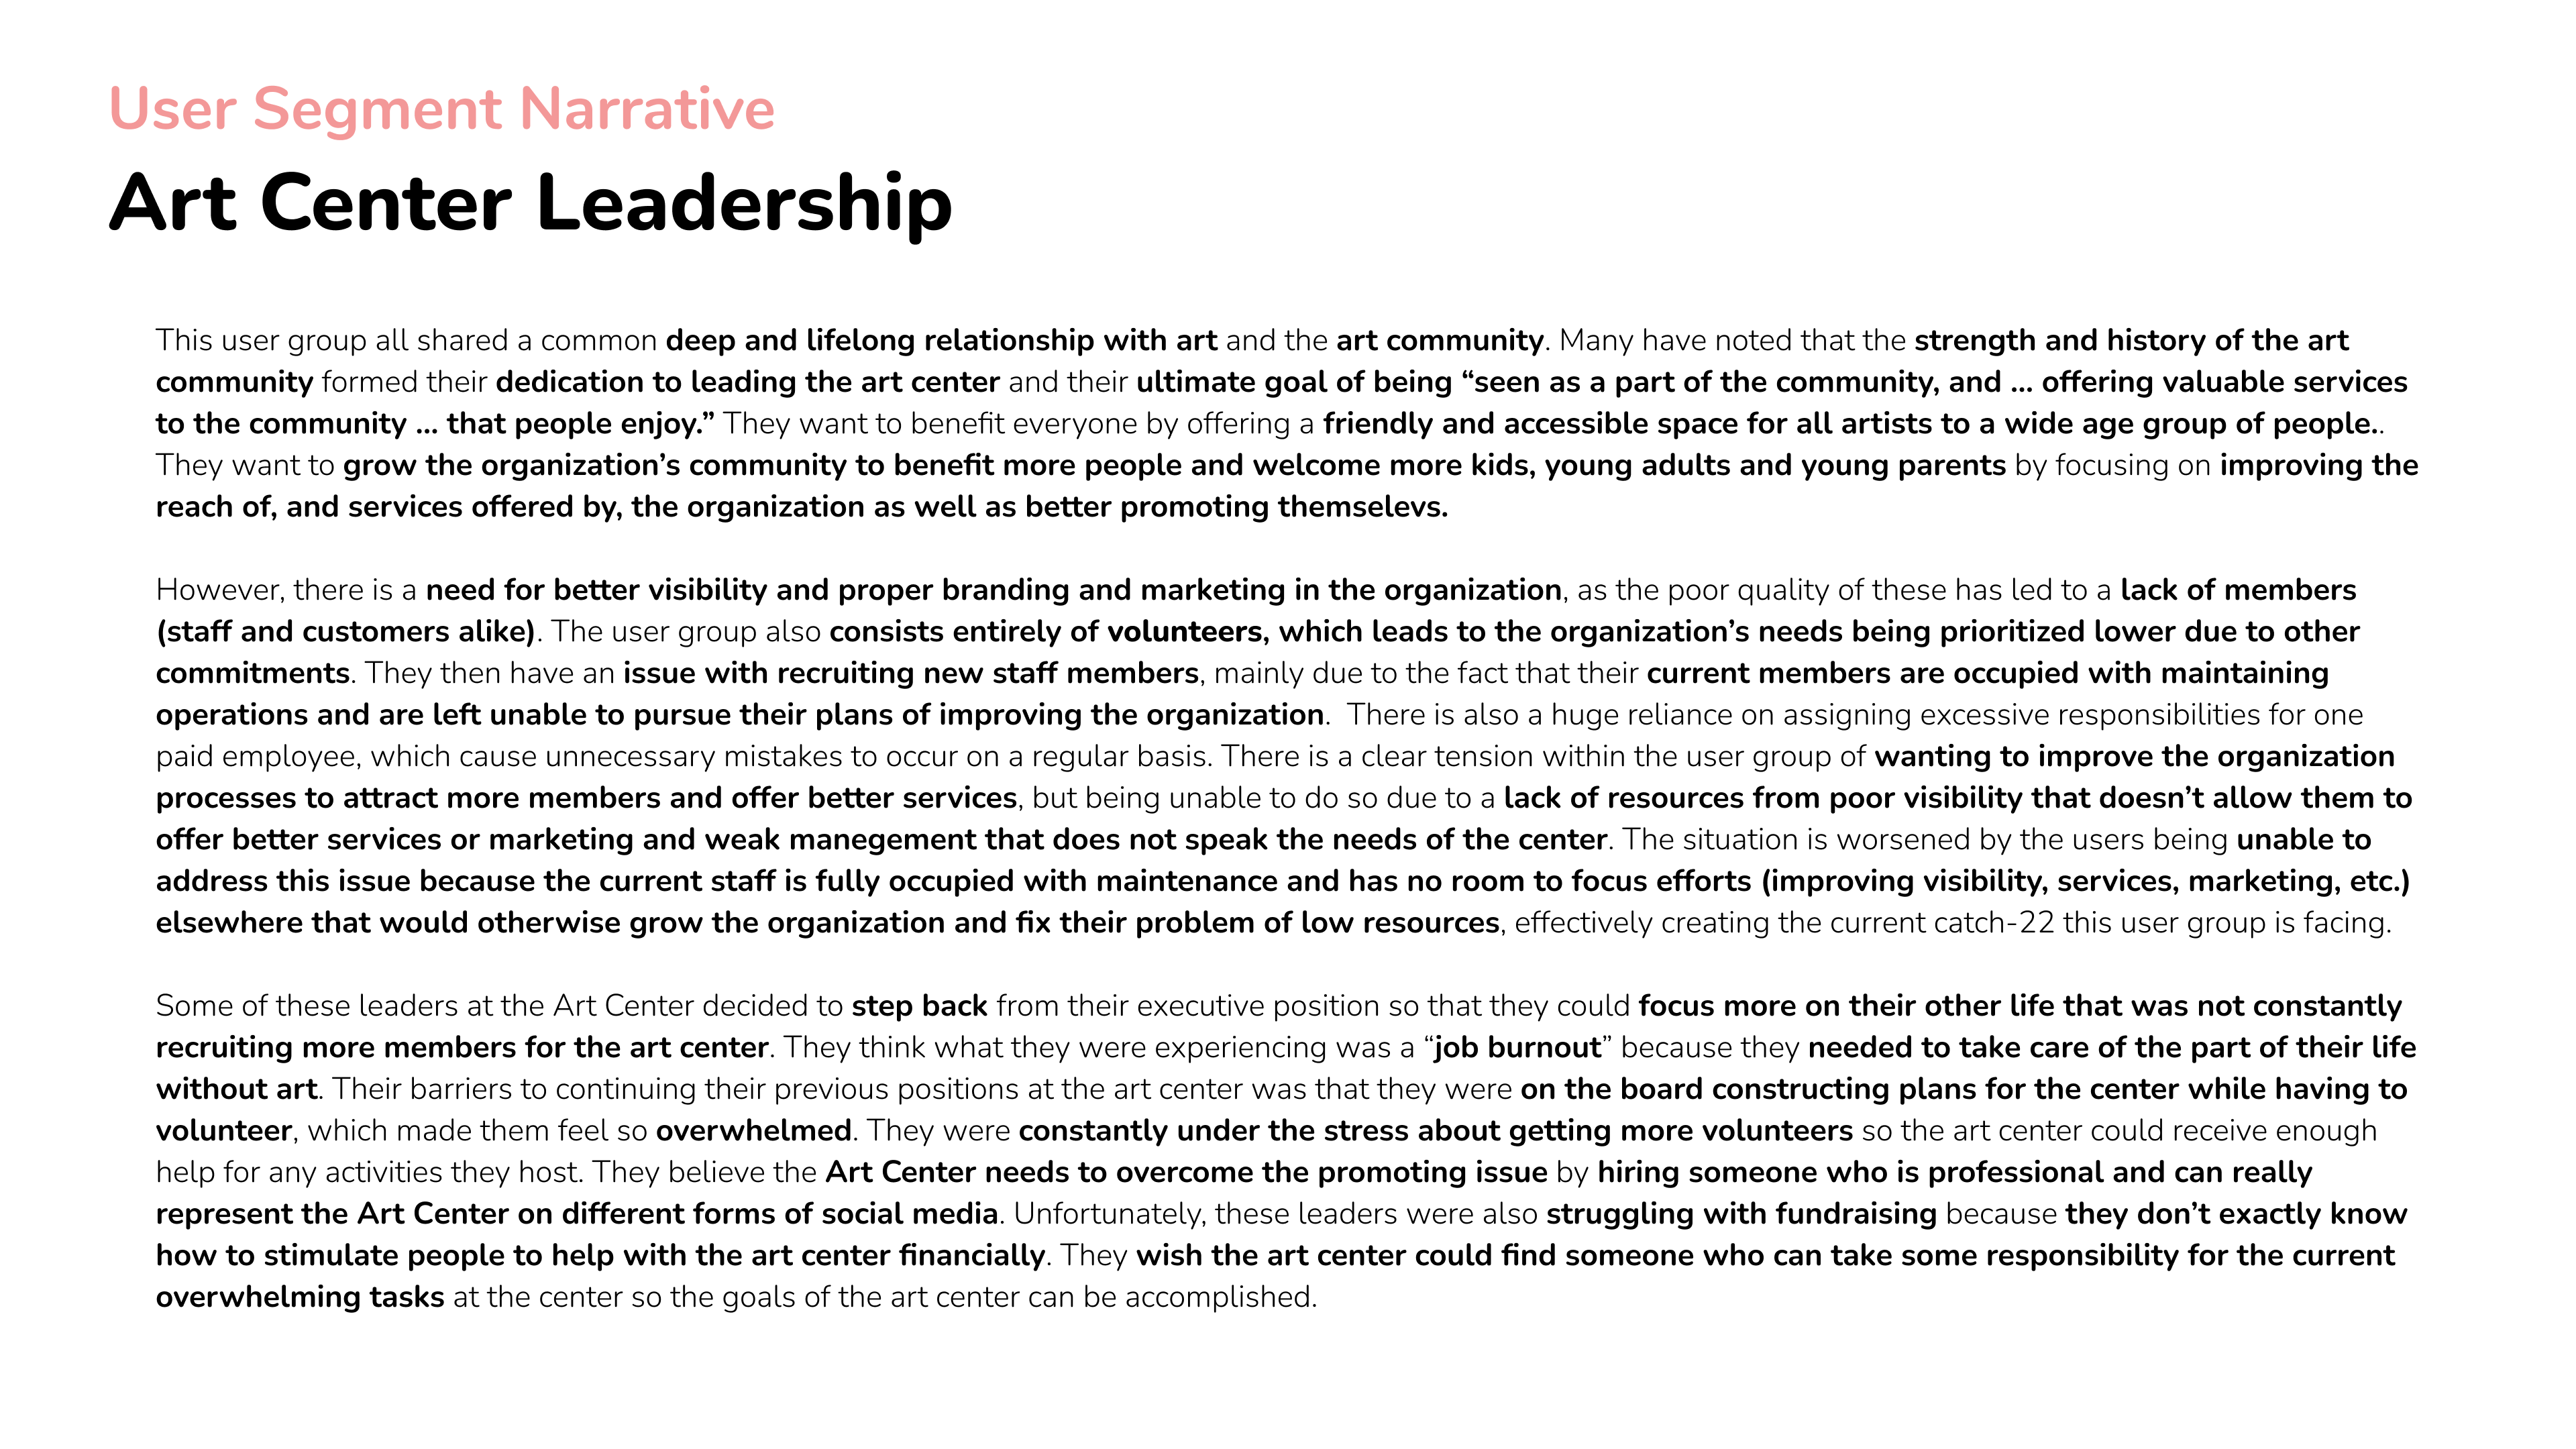 User Segment Narrative
Art Center Leadership
This user group all shared a common deep and lifelong relationship with art and the art community. Many have noted that the strength and history of the art
community formed their dedication to leading the art center and their ultimate goal of being “seen as a part of the community, and ... offering valuable services
to the community ... that people enjoy.” They want to benefit everyone by offering a friendly and accessible space for all artists to a wide age group of people..
They want to grow the organization’s community to benefit more people and welcome more kids, young adults and young parents by focusing on improving the
reach of, and services offered by, the organization as well as better promoting themselevs.
However, there is a need for better visibility and proper branding and marketing in the organization, as the poor quality of these has led to a lack of members
(staff and customers alike). The user group also consists entirely of volunteers, which leads to the organization’s needs being prioritized lower due to other
commitments. They then have an issue with recruiting new staff members, mainly due to the fact that their current members are occupied with maintaining
operations and are left unable to pursue their plans of improving the organization.  There is also a huge reliance on assigning excessive responsibilities for one
paid employee, which cause unnecessary mistakes to occur on a regular basis. There is a clear tension within the user group of wanting to improve the organization
processes to attract more members and offer better services, but being unable to do so due to a lack of resources from poor visibility that doesn’t allow them to
offer better services or marketing and weak manegement that does not speak the needs of the center. The situation is worsened by the users being unable to
address this issue because the current staff is fully occupied with maintenance and has no room to focus efforts (improving visibility, services, marketing, etc.)
elsewhere that would otherwise grow the organization and fix their problem of low resources, effectively creating the current catch-22 this user group is facing.
Some of these leaders at the Art Center decided to step back from their executive position so that they could focus more on their other life that was not constantly
recruiting more members for the art center. They think what they were experiencing was a “job burnout” because they needed to take care of the part of their life
without art. Their barriers to continuing their previous positions at the art center was that they were on the board constructing plans for the center while having to
volunteer, which made them feel so overwhelmed. They were constantly under the stress about getting more volunteers so the art center could receive enough
help for any activities they host. They believe the Art Center needs to overcome the promoting issue by hiring someone who is professional and can really
represent the Art Center on different forms of social media. Unfortunately, these leaders were also struggling with fundraising because they don’t exactly know
how to stimulate people to help with the art center financially. They wish the art center could find someone who can take some responsibility for the current
overwhelming tasks at the center so the goals of the art center can be accomplished.